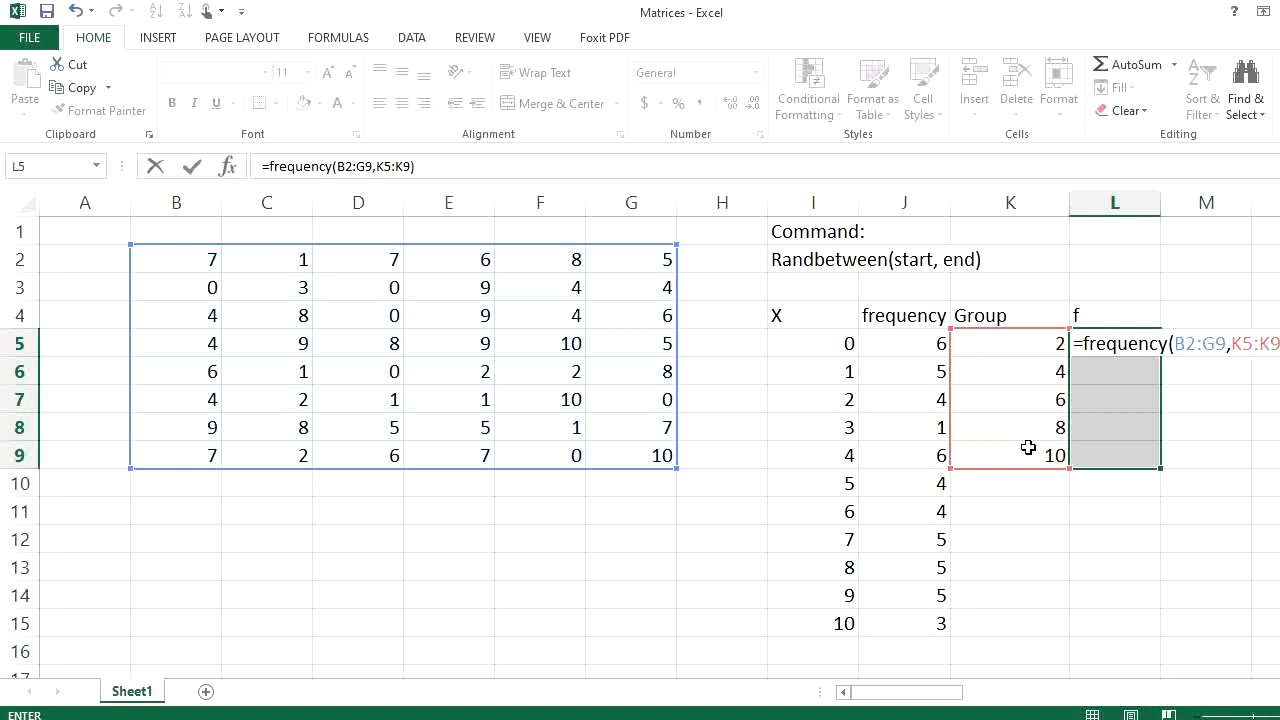 Matrices - Excel
?
FILE HOME INSERT PAGE LAYOUT FORMULAS DATA REVIEW VIEW Foxit PDF
Paste
Cut
Copy
Format Painter
Clipboard
11
B I U
Font
Wrap Text
Merge & Center
Alignment
General
$ % ,
Number
Conditional Formatting
Format as Table
Cell Styles
Styles
Insert Delete Format
Cells
AutoSum
Fill
Clear
Sort & Filter
Find & Select
Editing
L5 fx =frequency(B2:G9,K5:K9)
A B C D E F G H I J K L M
1 Command:
2 7 1 7 6 8 5 Randbetween(start, end)
3 0 3 0 9 4 4
4 4 8 0 9 4 6 X frequency Group f
5 4 9 8 9 10 5 0 6 2 =frequency(B2:G9,K5:K9
6 6 1 0 2 2 8 1 5 4
7 4 2 1 1 10 0 2 4 6
8 9 8 5 5 1 7 3 1 8
9 7 2 6 7 0 10 4 6 10
10 5 4
11 6 4
12 7 5
13 8 5
14 9 5
15 10 3
16
17
Sheet1
ENTER